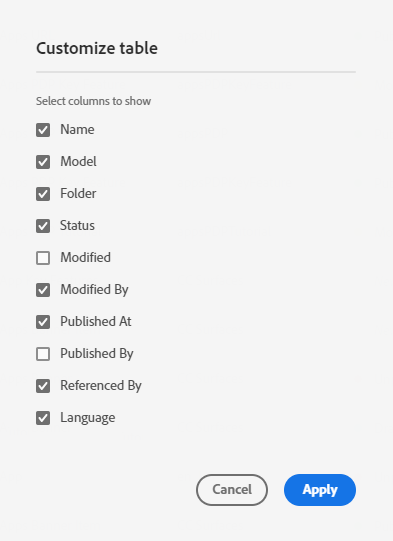 Customize table
Select columns to show
Name
Model
Folder
Status
Modified
Modified By
Published At
Published By
Referenced By
Language
Cancel
Apply